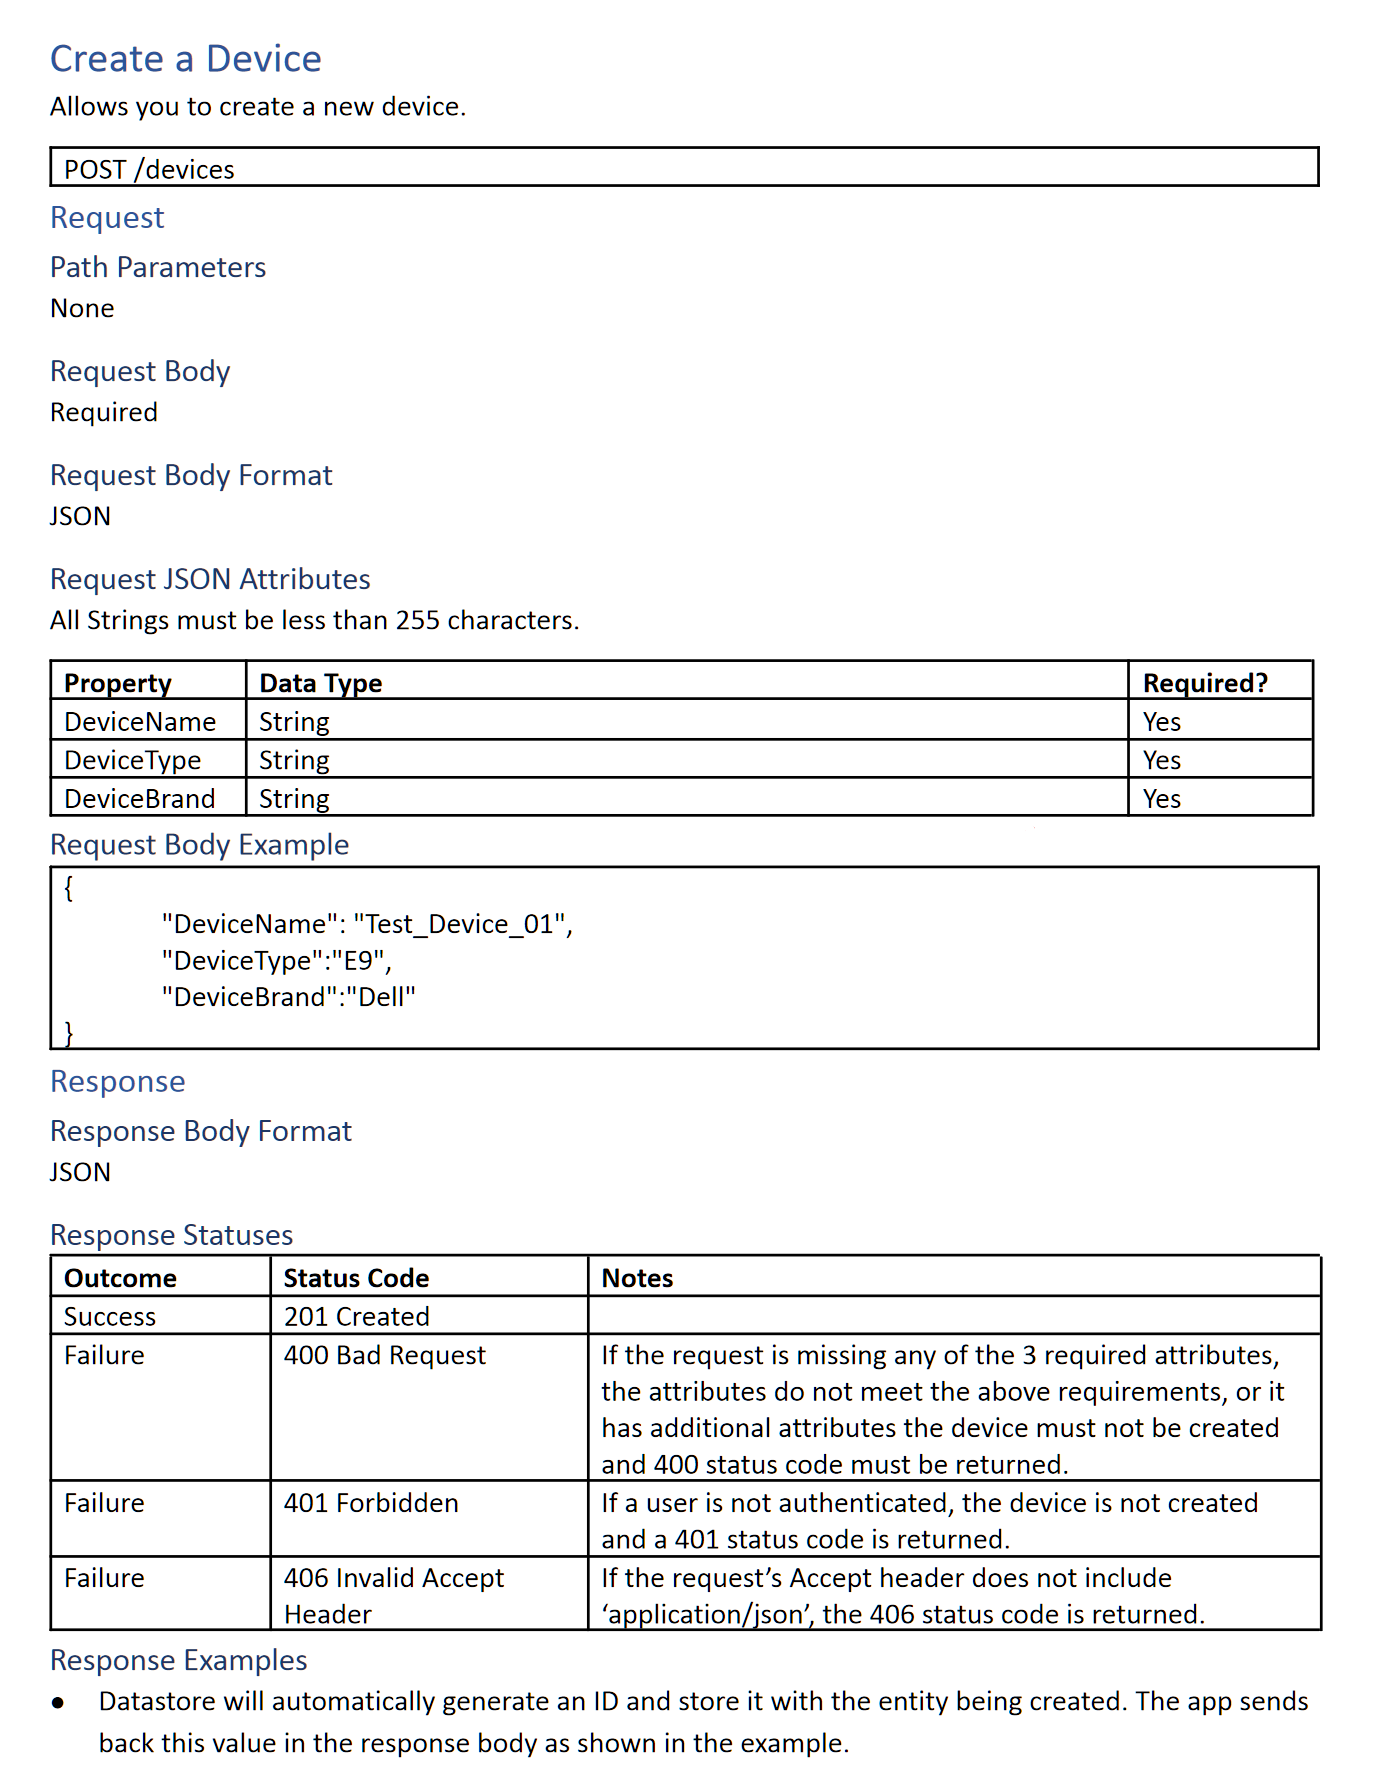 Create a Device
Allows you to create a new device.
POST /devices
Request
Path Parameters
None
Request Body
Required
Request Body Format
JSON
Request JSON Attributes
All Strings must be less than 255 characters.
Property Data Type Required?
DeviceName String Yes
DeviceType String Yes
DeviceBrand String Yes
Request Body Example
{
"DeviceName": "Test_Device_01",
"DeviceType":"E9",
"DeviceBrand":"Dell"
}
Response
Response Body Format
JSON
Response Statuses
Outcome Status Code Notes
Success 201 Created
Failure 400 Bad Request If the request is missing any of the 3 required attributes,
the attributes do not meet the above requirements, or it
has additional attributes the device must not be created
and 400 status code must be returned.
Failure 401 Forbidden If a user is not authenticated, the device is not created
and a 401 status code is returned.
Failure 406 Invalid Accept If the request’s Accept header does not include
Header ‘application/json’, the 406 status code is returned.
Response Examples
● Datastore will automatically generate an ID and store it with the entity being created. The app sends
back this value in the response body as shown in the example.